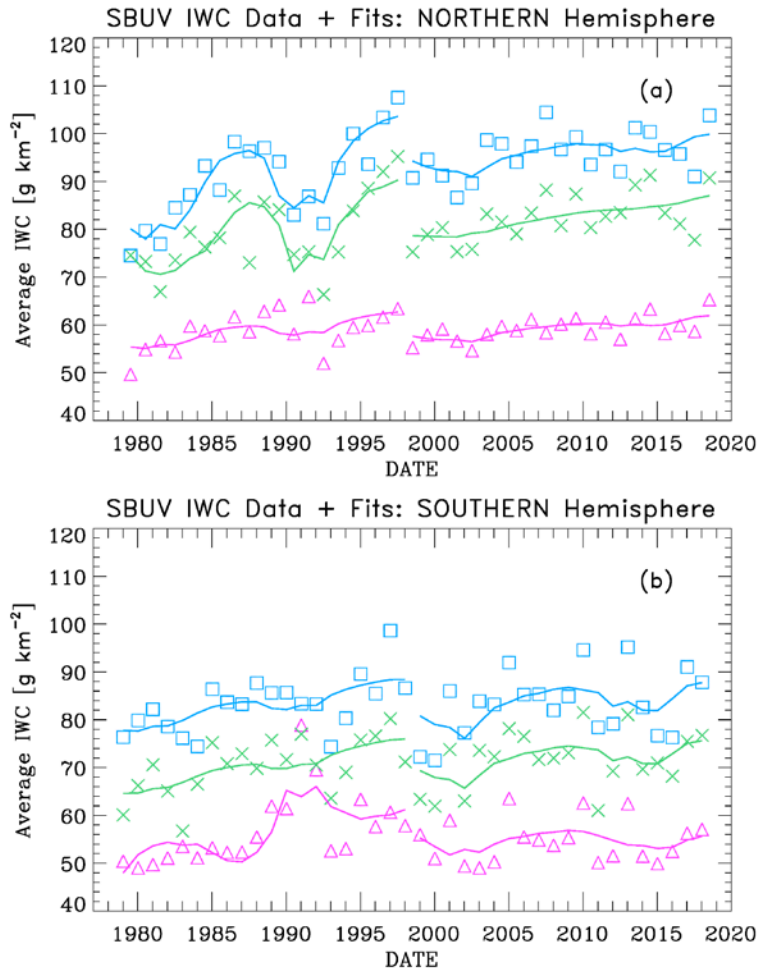 SBUV IWC Data + Fits: NORTHERN Hemisphere
120
(a)
110
100
90
80
70
60
50
40
Average IWC [g km⁻²]
1980 1985 1990 1995 2000 2005 2010 2015 2020
DATE
SBUV IWC Data + Fits: SOUTHERN Hemisphere
120
(b)
110
100
90
80
70
60
50
40
Average IWC [g km⁻²]
1980 1985 1990 1995 2000 2005 2010 2015 2020
DATE